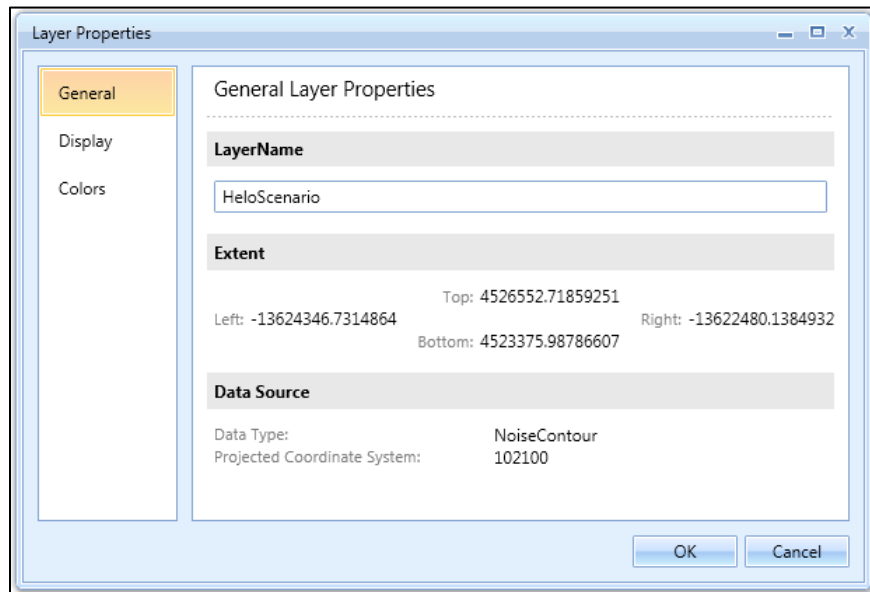 Layer Properties
General
Display
Colors
General Layer Properties
LayerName
HeloScenario
Extent
Top: 4526552.71859251
Left: -13624346.7314864 Right: -13622480.1384932
Bottom: 4523375.98786607
Data Source
Data Type: NoiseContour
Projected Coordinate System: 102100
OK Cancel